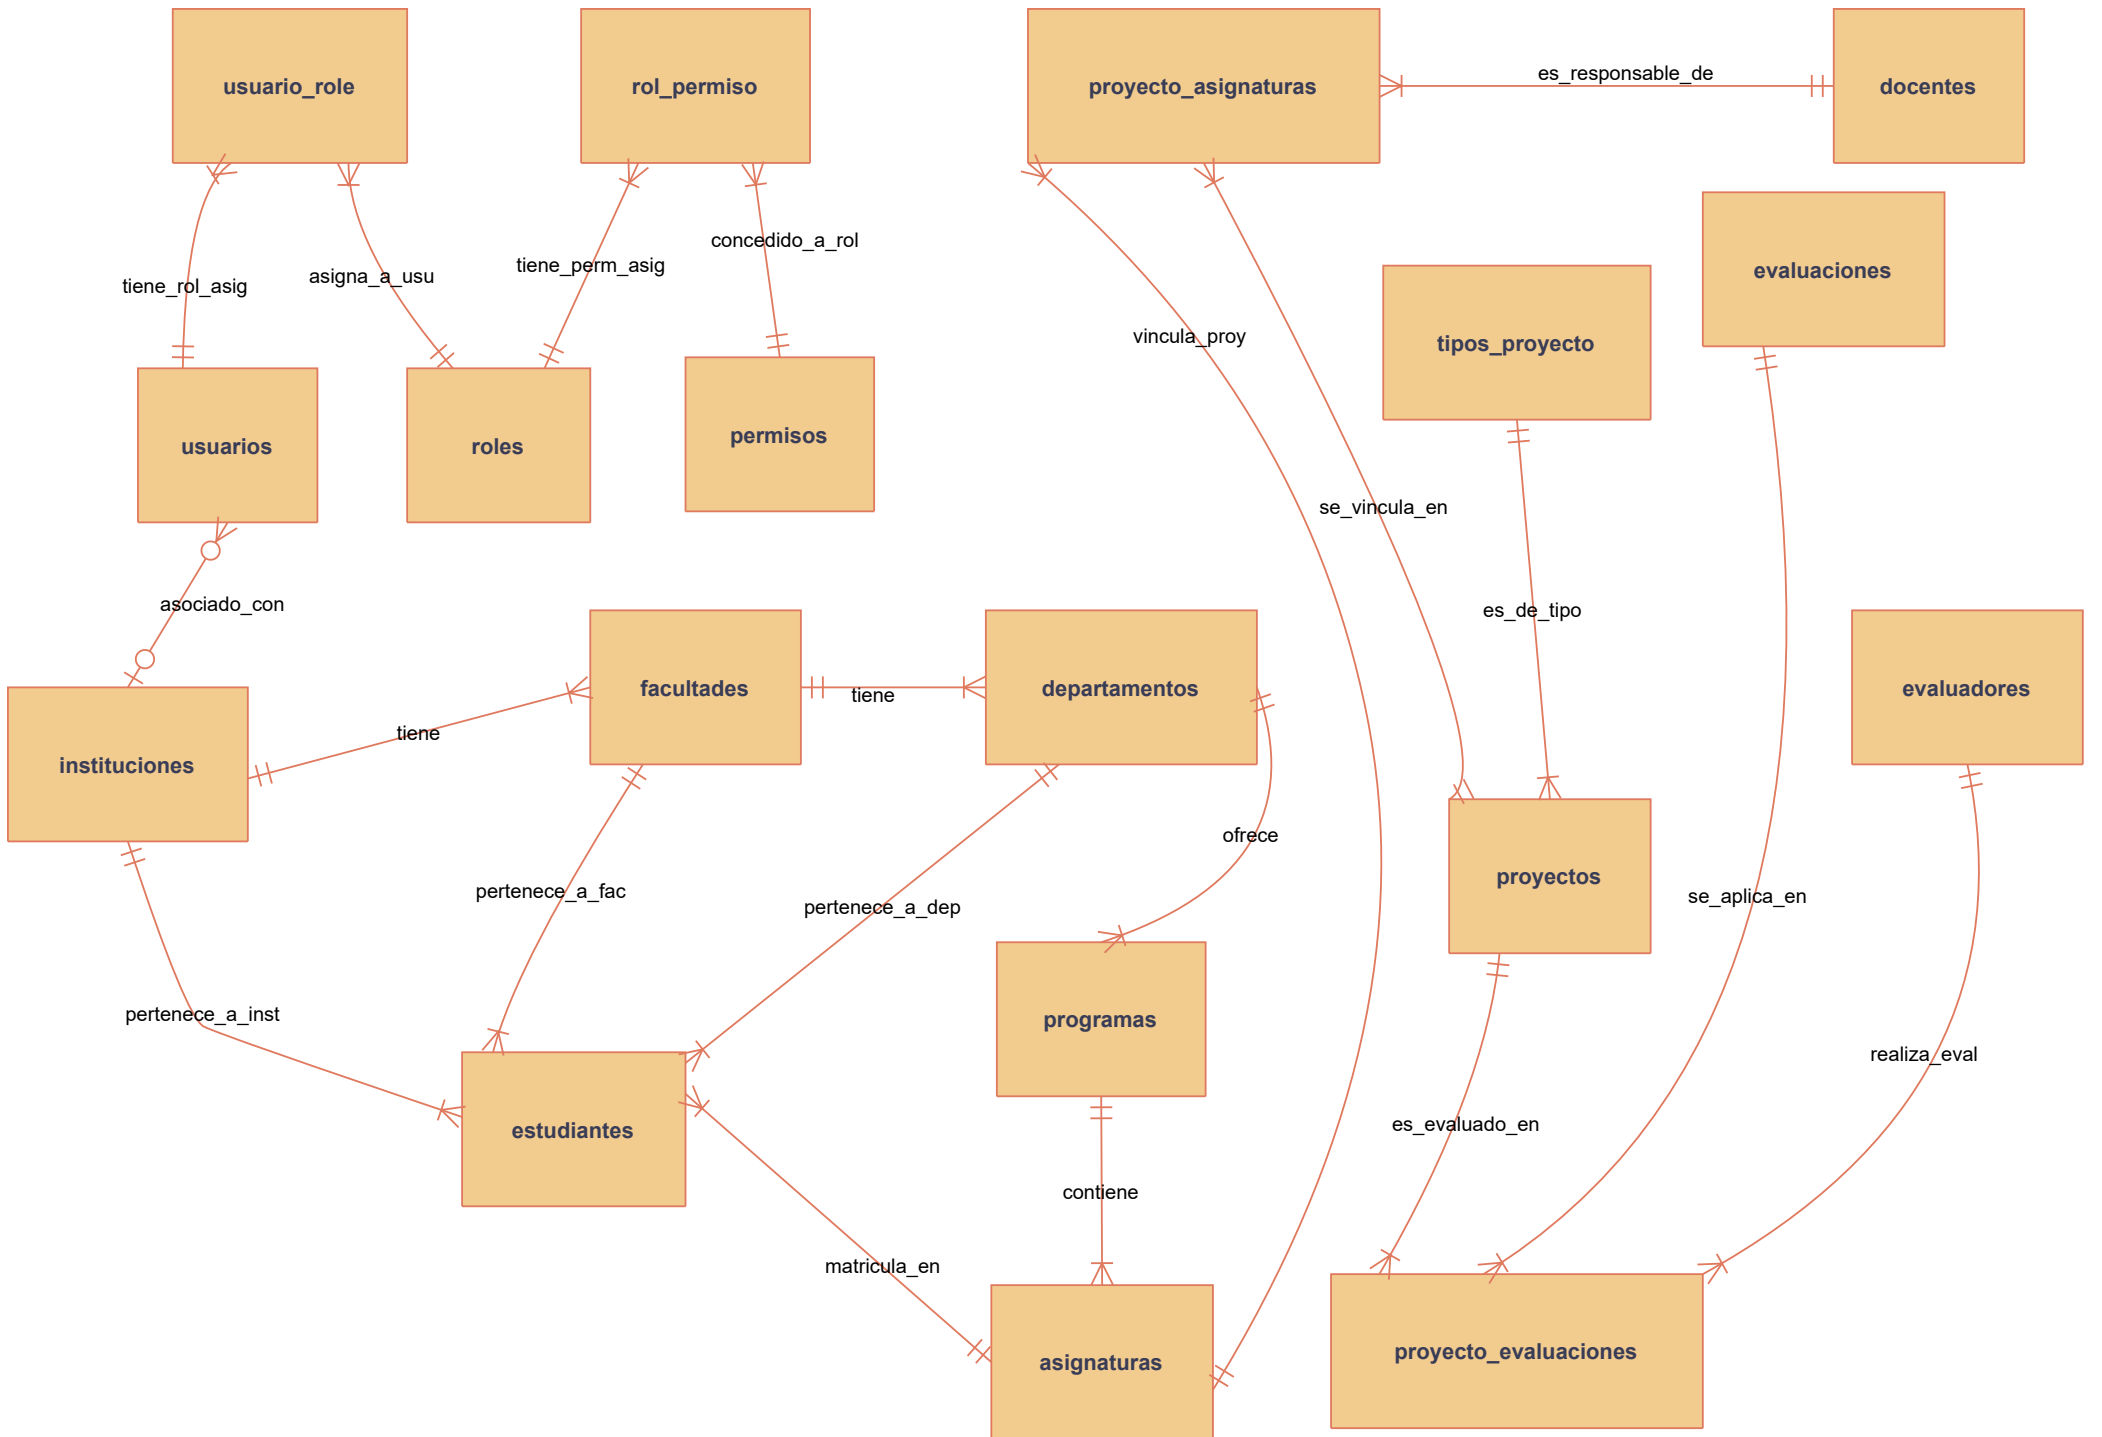 usuario_role
rol_permiso
proyecto_asignaturas
es_responsable_de
docentes
concedido_a_rol
tiene_perm_asig
asigna_a_usu
tiene_rol_asig
evaluaciones
vincula_proy
tipos_proyecto
usuarios
roles
permisos
se_vincula_en
asociado_con
es_de_tipo
facultades
tiene
departamentos
evaluadores
tiene
instituciones
ofrece
pertenece_a_fac
pertenece_a_dep
proyectos
se_aplica_en
pertenece_a_inst
programas
realiza_eval
estudiantes
es_evaluado_en
contiene
matricula_en
asignaturas
proyecto_evaluaciones